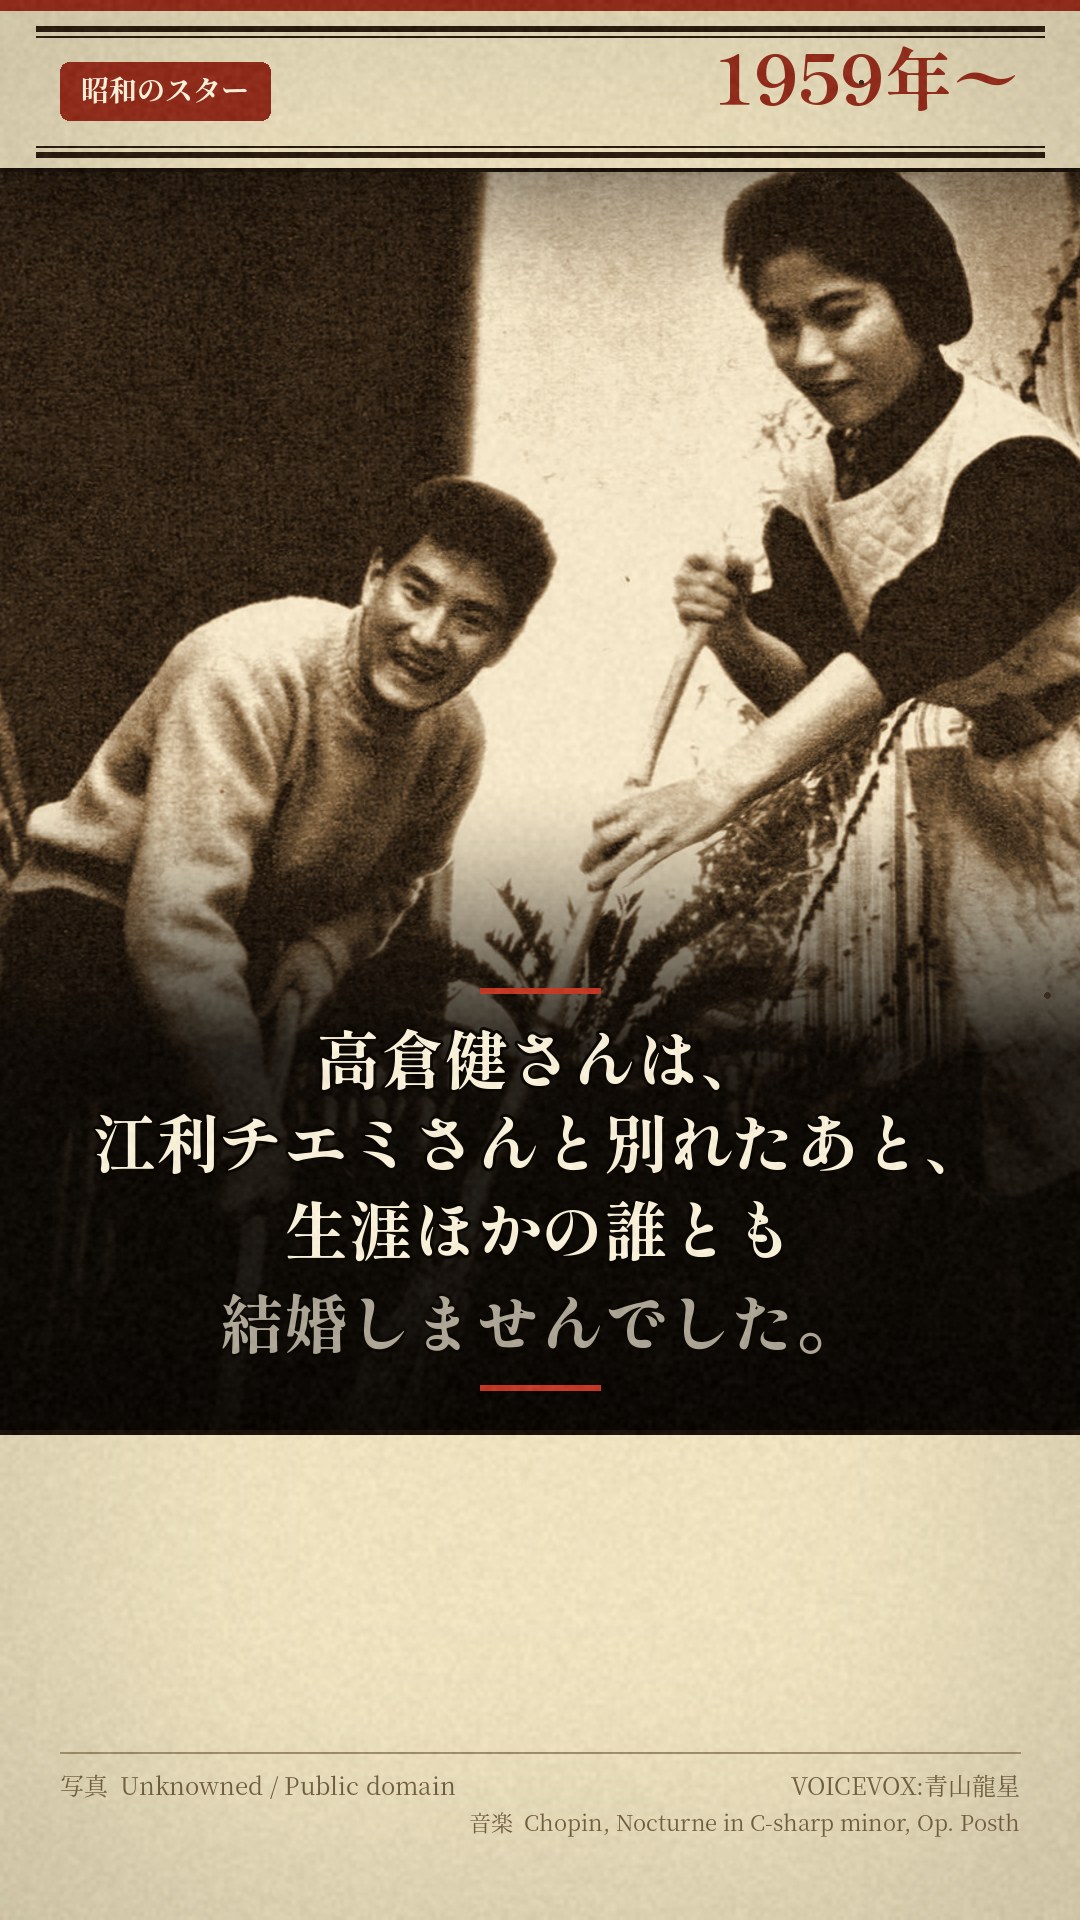 昭和のスター
1959年～
高倉健さんは、
江利チエミさんと別れたあと、
生涯ほかの誰とも
結婚しませんでした。
写真 Unknowned / Public domain
VOICEVOX:青山龍星
音楽 Chopin, Nocturne in C-sharp minor, Op. Posth